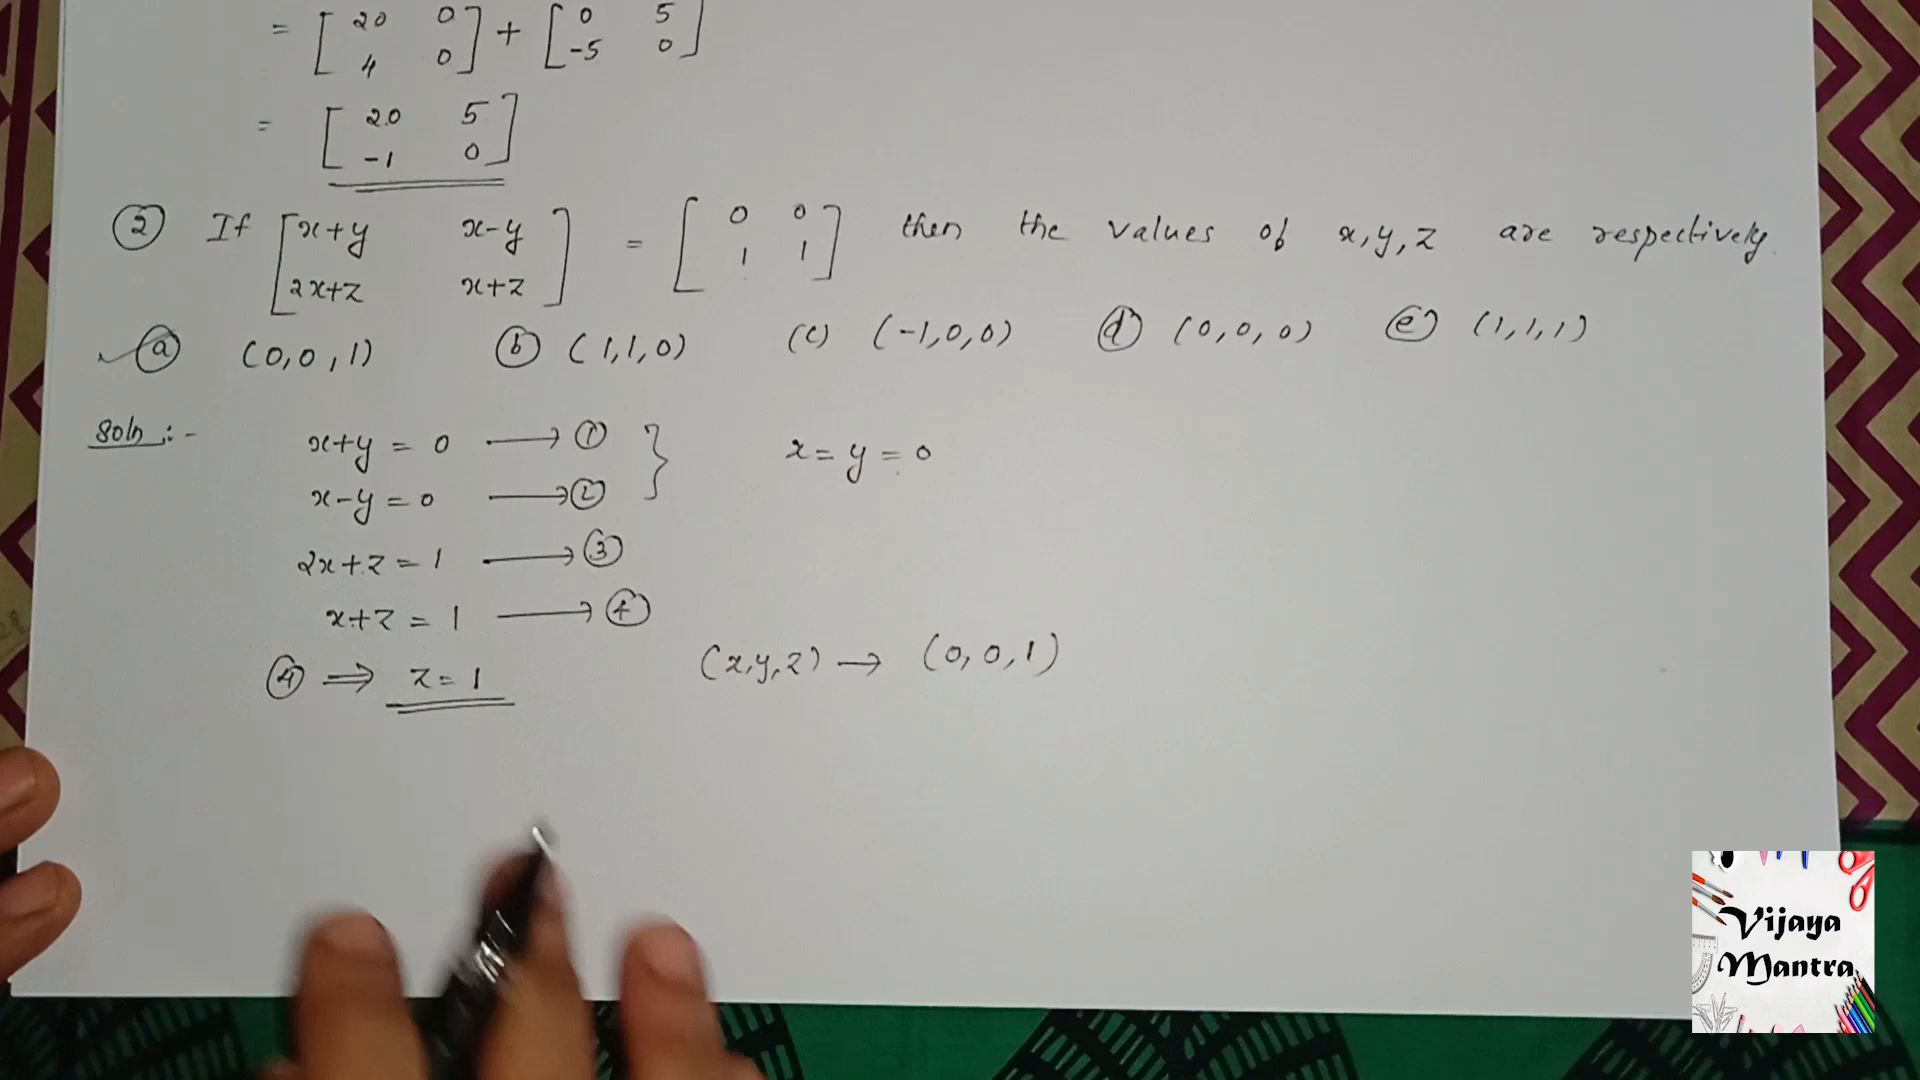 = [ 20 0 ] + [ 0 5 ]
[ 4 0 ] [ -5 0 ]
= [ 20 5 ]
[ -1 0 ]
② If [ x+y x-y ] = [ 0 0 ] then the values of x,y,z are respectively.
[ 2x+z x+z ] [ 1 1 ]
ⓐ (0,0,1) ⓑ (1,1,0) (c) (-1,0,0) ⓓ (0,0,0) ⓔ (1,1,1)
Soln:-
x+y = 0 → ① } x = y = 0
x-y = 0 → ②
2x+z = 1 → ③
x+z = 1 → ④
④ ⇒ z = 1 (x,y,z) → (0,0,1)
Vijaya
Mantra